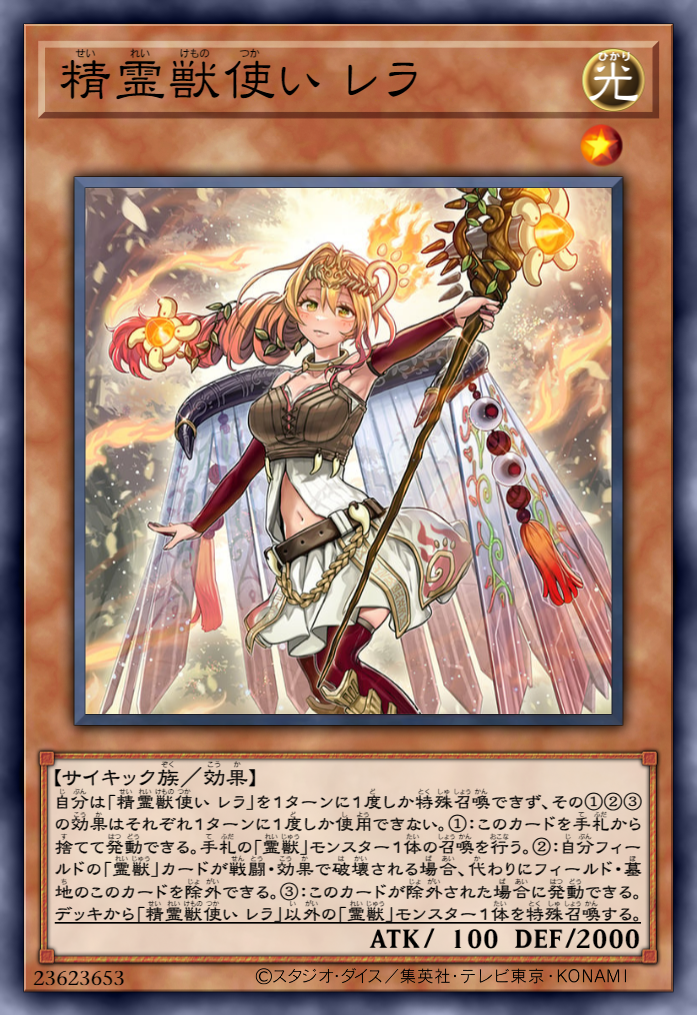 精霊獣使い レラ
光
【サイキック族／効果】
自分は「精霊獣使い レラ」を1ターンに1度しか特殊召喚できず、その①②③
の効果はそれぞれ1ターンに1度しか使用できない。①：このカードを手札から
捨てて発動できる。手札の「霊獣」モンスター1体の召喚を行う。②：自分フィー
ルドの「霊獣」カードが戦闘・効果で破壊される場合、代わりにフィールド・墓
地のこのカードを除外できる。③：このカードが除外された場合に発動できる。
デッキから「精霊獣使い レラ」以外の「霊獣」モンスター1体を特殊召喚する。
ATK/ 100 DEF/2000
23623653
©スタジオ・ダイス／集英社・テレビ東京・KONAMI